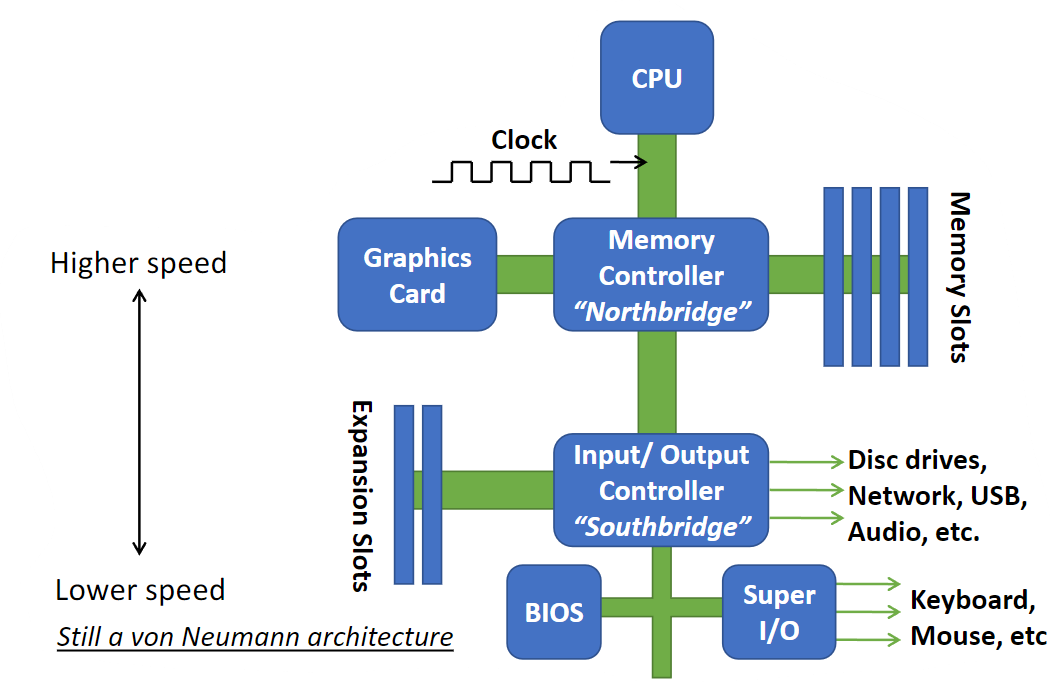 CPU
Clock
Graphics
Card
Memory
Controller
“Northbridge”
Memory Slots
Higher speed
Expansion Slots
Input/ Output
Controller
“Southbridge”
Disc drives,
Network, USB,
Audio, etc.
Lower speed
BIOS
Super
I/O
Keyboard,
Mouse, etc
Still a von Neumann architecture